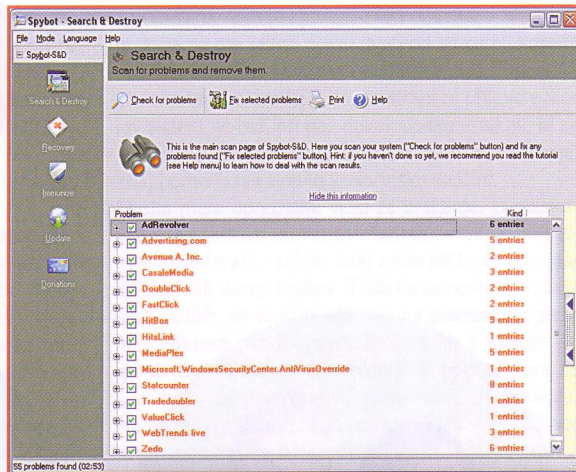 Spybot - Search & Destroy
File Mode Language Help
Spybot-S&D
Search & Destroy
Recovery
Immunize
Update
Donations
Search & Destroy
Scan for problems and remove them.
Check for problems Fix selected problems Print Help
This is the main scan page of Spybot-S&D. Here you scan your system ("Check for problems" button) and fix any
problems found ("Fix selected problems" button). Hint: if you haven't done so yet, we recommend you read the tutorial
(see Help menu) to learn how to deal with the scan results.
Hide this information
Problem Kind
AdRevolver 6 entries
Advertising.com 5 entries
Avenue A, Inc. 2 entries
CasaleMedia 3 entries
DoubleClick 2 entries
FastClick 2 entries
HitBox 9 entries
HitsLink 1 entries
MediaPlex 5 entries
Microsoft.WindowsSecurityCenter.AntiVirusOverride 1 entries
Statcounter 8 entries
Tradedoubler 1 entries
ValueClick 1 entries
WebTrends live 3 entries
Zedo 6 entries
55 problems found (02:53)